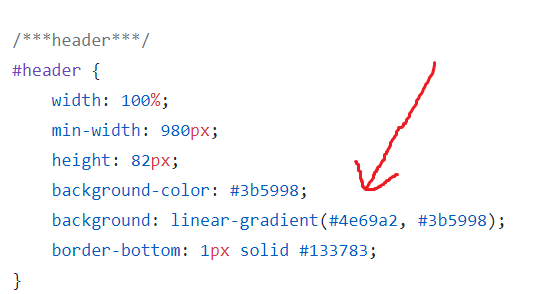 /***header***/
#header {
width: 100%;
min-width: 980px;
height: 82px;
background-color: #3b5998;
background: linear-gradient(#4e69a2, #3b5998);
border-bottom: 1px solid #133783;
}